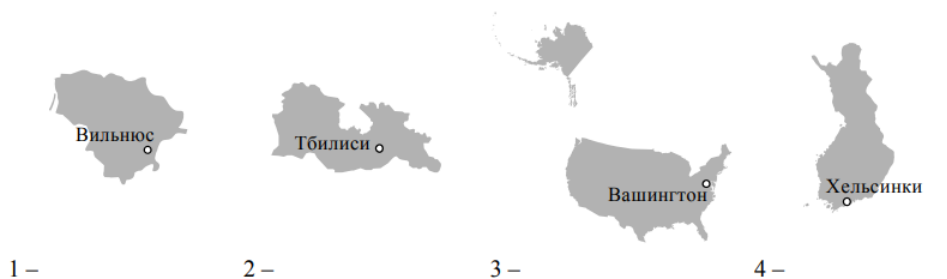 Вильнюс
Тбилиси
Вашингтон
Хельсинки
1 –
2 –
3 –
4 –